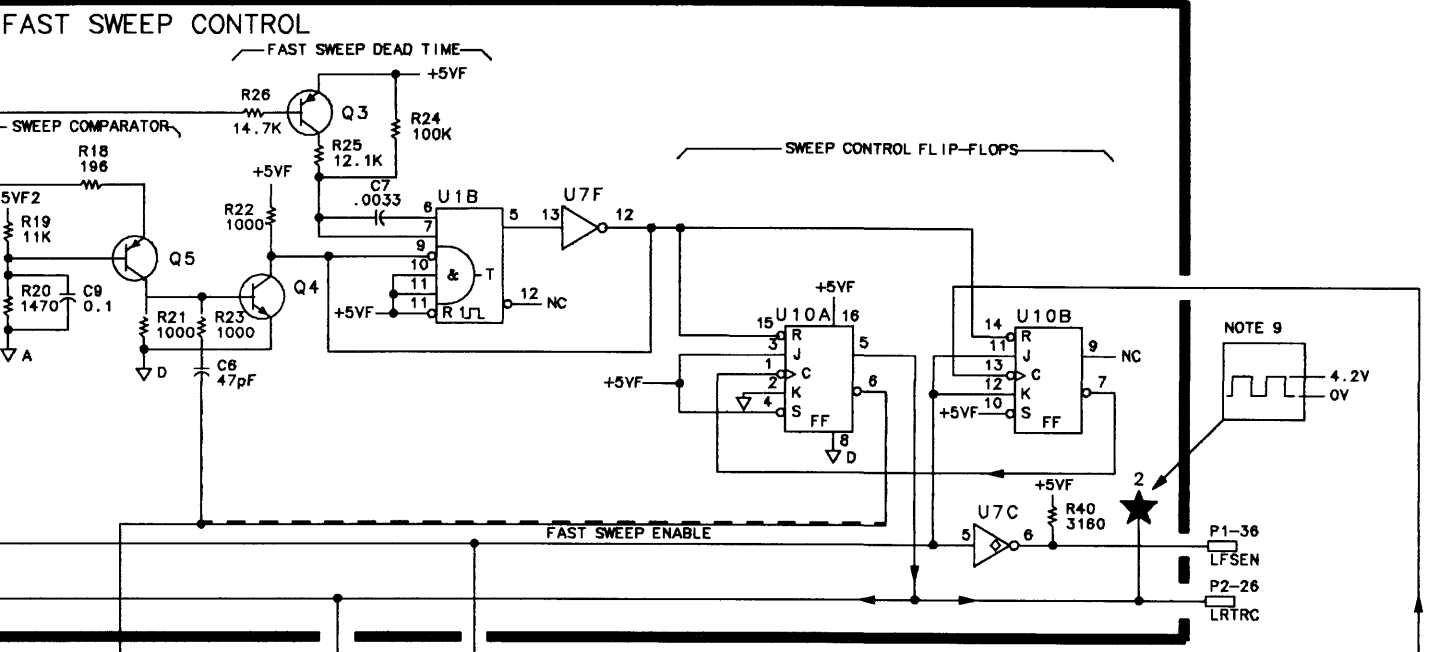 FAST SWEEP CONTROL
FAST SWEEP DEAD TIME
+5VF
R26
14.7K
Q3
R24
100K
SWEEP COMPARATOR
R18
196
R25
12.1K
SWEEP CONTROL FLIP-FLOPS
+5VF
5VF2
R19
11K
R22
1000
C7
.0033
U1B
U7F
6
7
5
13
12
9
10
11
11
&
T
R
12
NC
+5VF
Q5
Q4
R20
1470
C9
0.1
R21
1000
R23
1000
A
D
C6
47pF
+5VF
U10A
16
15
R
3
J
1
C
2
K
4
S
FF
5
6
8
D
+5VF
U10B
14
R
11
J
13
C
12
K
10
S
FF
9
NC
7
+5VF
NOTE 9
4.2V
0V
2
+5VF
R40
3160
U7C
5
6
FAST SWEEP ENABLE
P1-36
LFSEN
P2-26
LRTRC